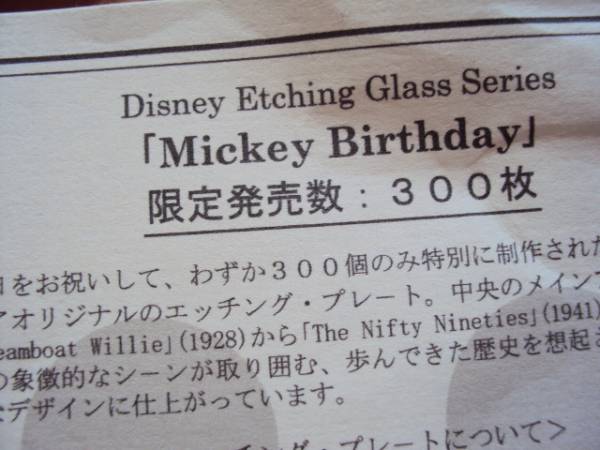 Disney Etching Glass Series
「Mickey Birthday」
限定発売数：３００枚
をお祝いして、わずか３００個のみ特別に制作された
オリジナルのエッチング・プレート。中央のメイン
eamboat Willie」(1928)から「The Nifty Nineties」(1941)
の象徴的なシーンが取り囲む、歩んできた歴史を想起
なデザインに仕上がっています。
チング・プレートについて＞